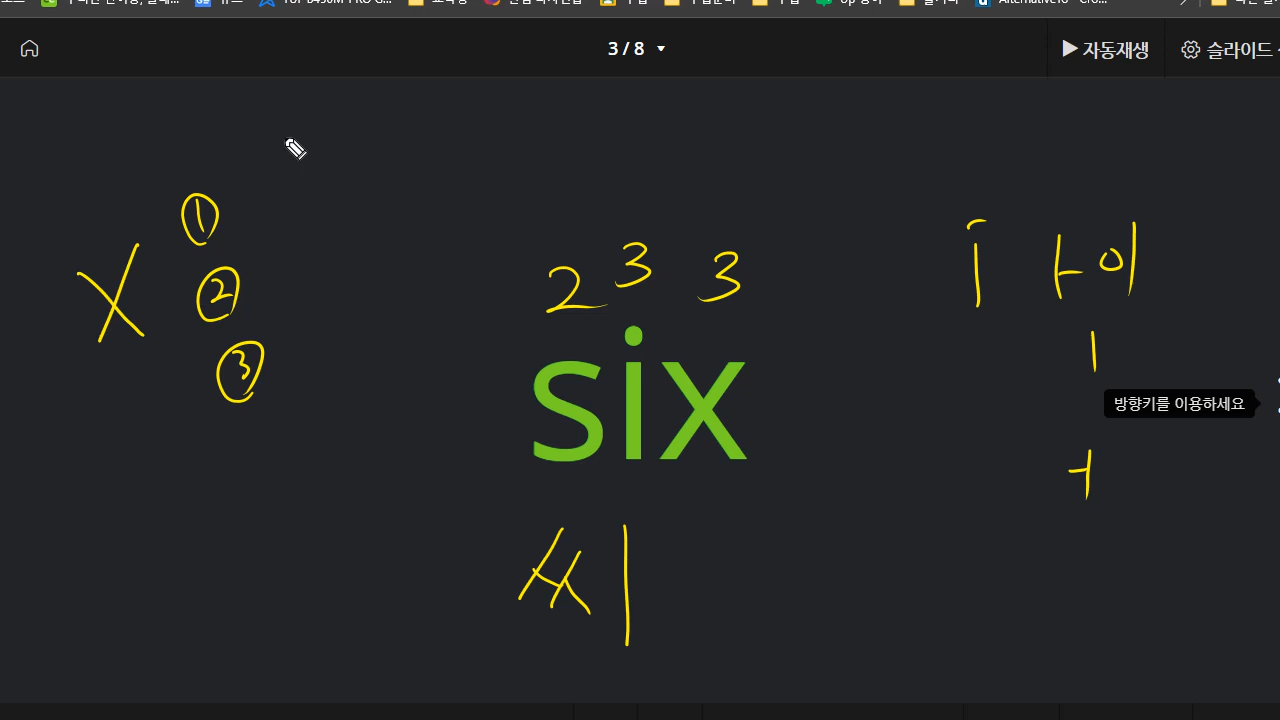 3 / 8
자동재생
슬라이드
X ① ② ③
2 3 3
six
씨
i ㅏ이
ㅣ
방향키를 이용하세요
ㅓ